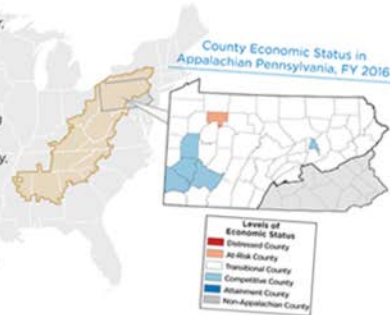 County Economic Status in
Appalachian Pennsylvania, FY 2016
Levels of
Economic Status
Distressed County
At-Risk County
Transitional County
Competitive County
Attainment County
Non-Appalachian County